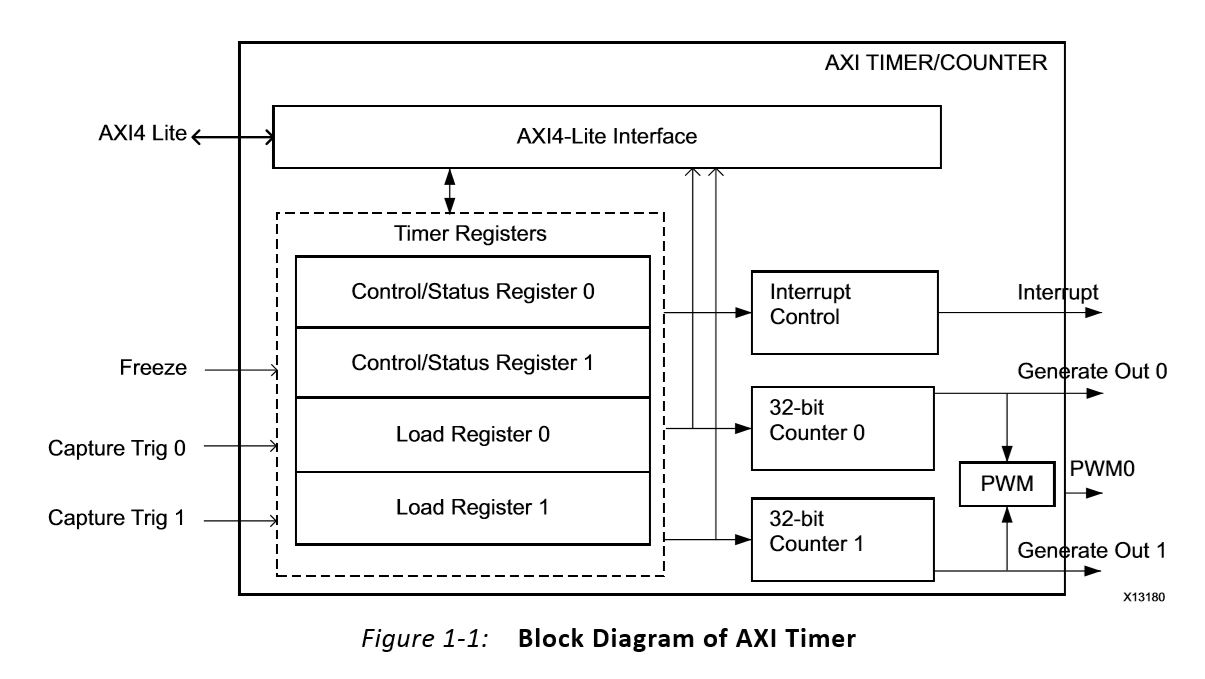 AXI TIMER/COUNTER
AXI4 Lite
AXI4-Lite Interface
Timer Registers
Control/Status Register 0
Control/Status Register 1
Load Register 0
Load Register 1
Freeze
Capture Trig 0
Capture Trig 1
Interrupt
Control
32-bit
Counter 0
32-bit
Counter 1
PWM
Interrupt
Generate Out 0
PWM0
Generate Out 1
X13180
Figure 1-1: Block Diagram of AXI Timer